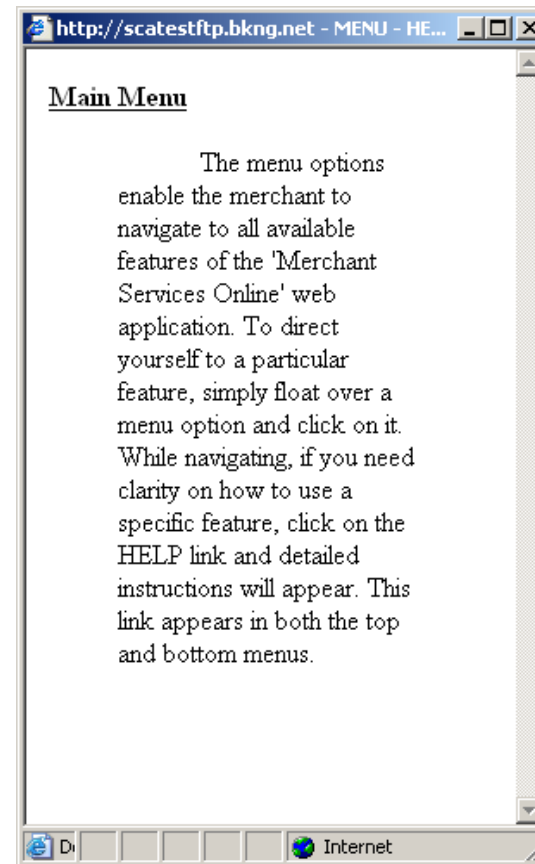 http://scatestftp.bkng.net - MENU - HE...
Main Menu
The menu options
enable the merchant to
navigate to all available
features of the 'Merchant
Services Online' web
application. To direct
yourself to a particular
feature, simply float over a
menu option and click on it.
While navigating, if you need
clarity on how to use a
specific feature, click on the
HELP link and detailed
instructions will appear. This
link appears in both the top
and bottom menus.
Internet